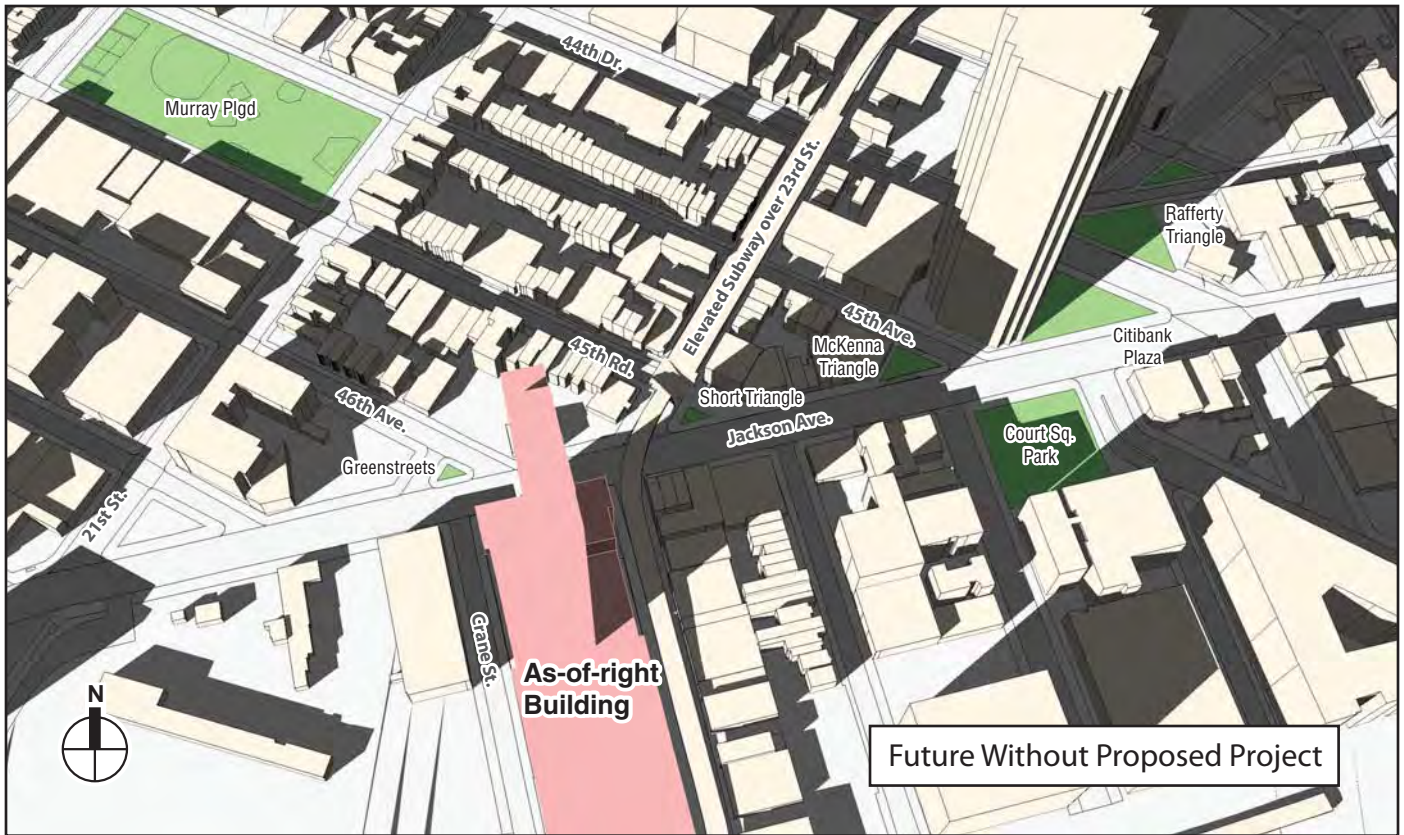 44th Dr.
Murray Plgd
Elevated Subway over 23rd St.
Rafferty
Triangle
45th Ave.
Citibank
Plaza
McKenna
Triangle
45th Rd.
Short Triangle
46th Ave.
Jackson Ave.
Court Sq.
Park
Greenstreets
21st St.
Crane St.
As-of-right
Building
N
Future Without Proposed Project